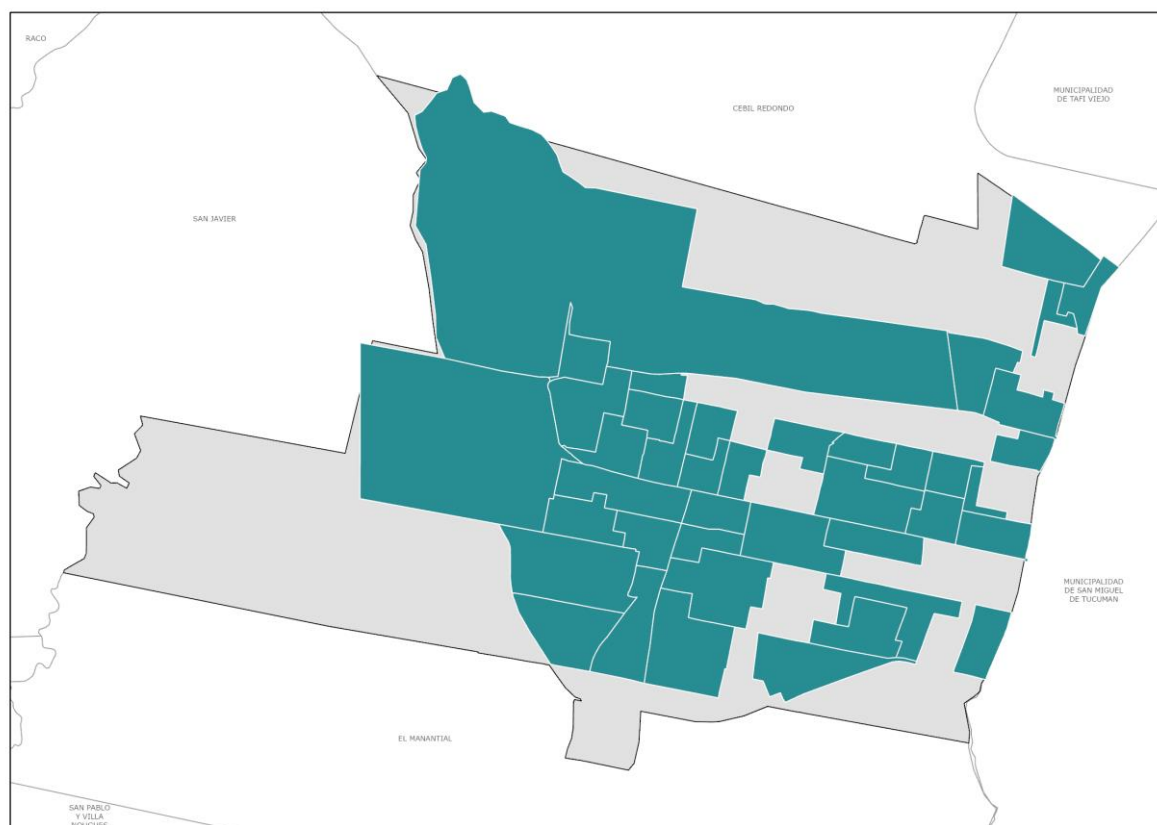 RACO
CEBIL REDONDO
MUNICIPALIDAD
DE TAFI VIEJO
SAN JAVIER
MUNICIPALIDAD
DE SAN MIGUEL
DE TUCUMAN
EL MANANTIAL
SAN PABLO
Y VILLA
NOUGUES